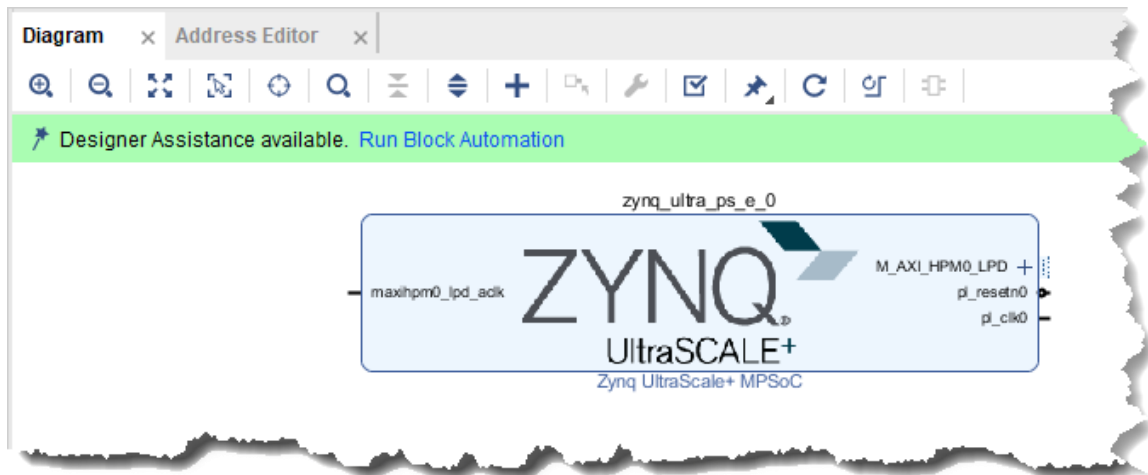 Diagram
Address Editor
Designer Assistance available. Run Block Automation
zynq_ultra_ps_e_0
maxihpm0_lpd_aclk
ZYNQ
UltraSCALE+
M_AXI_HPM0_LPD
pl_resetn0
pl_clk0
Zynq UltraScale+ MPSoC